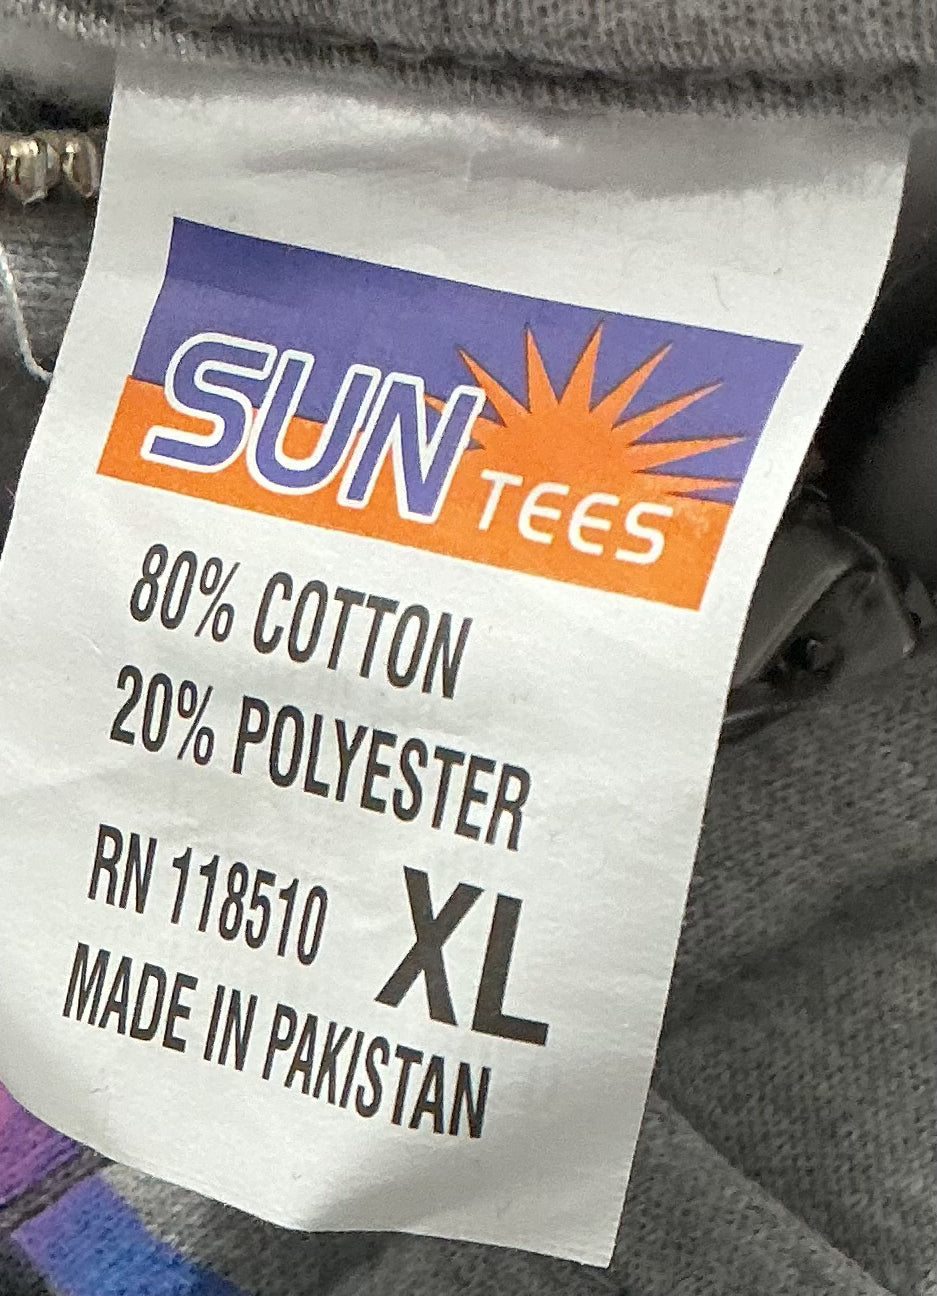 SUN TEES
80% COTTON
20% POLYESTER
RN 118510 XL
MADE IN PAKISTAN